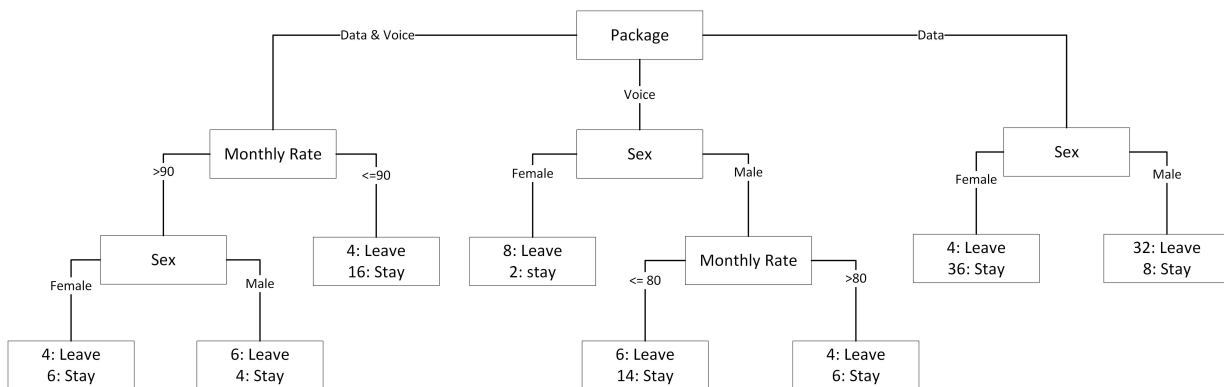 Package
Data & Voice
Data
Voice
Monthly Rate
Sex
Sex
>90
<=90
Female
Male
Female
Male
Sex
4: Leave
16: Stay
8: Leave
2: stay
Monthly Rate
4: Leave
36: Stay
32: Leave
8: Stay
Female
Male
<= 80
>80
4: Leave
6: Stay
6: Leave
4: Stay
6: Leave
14: Stay
4: Leave
6: Stay